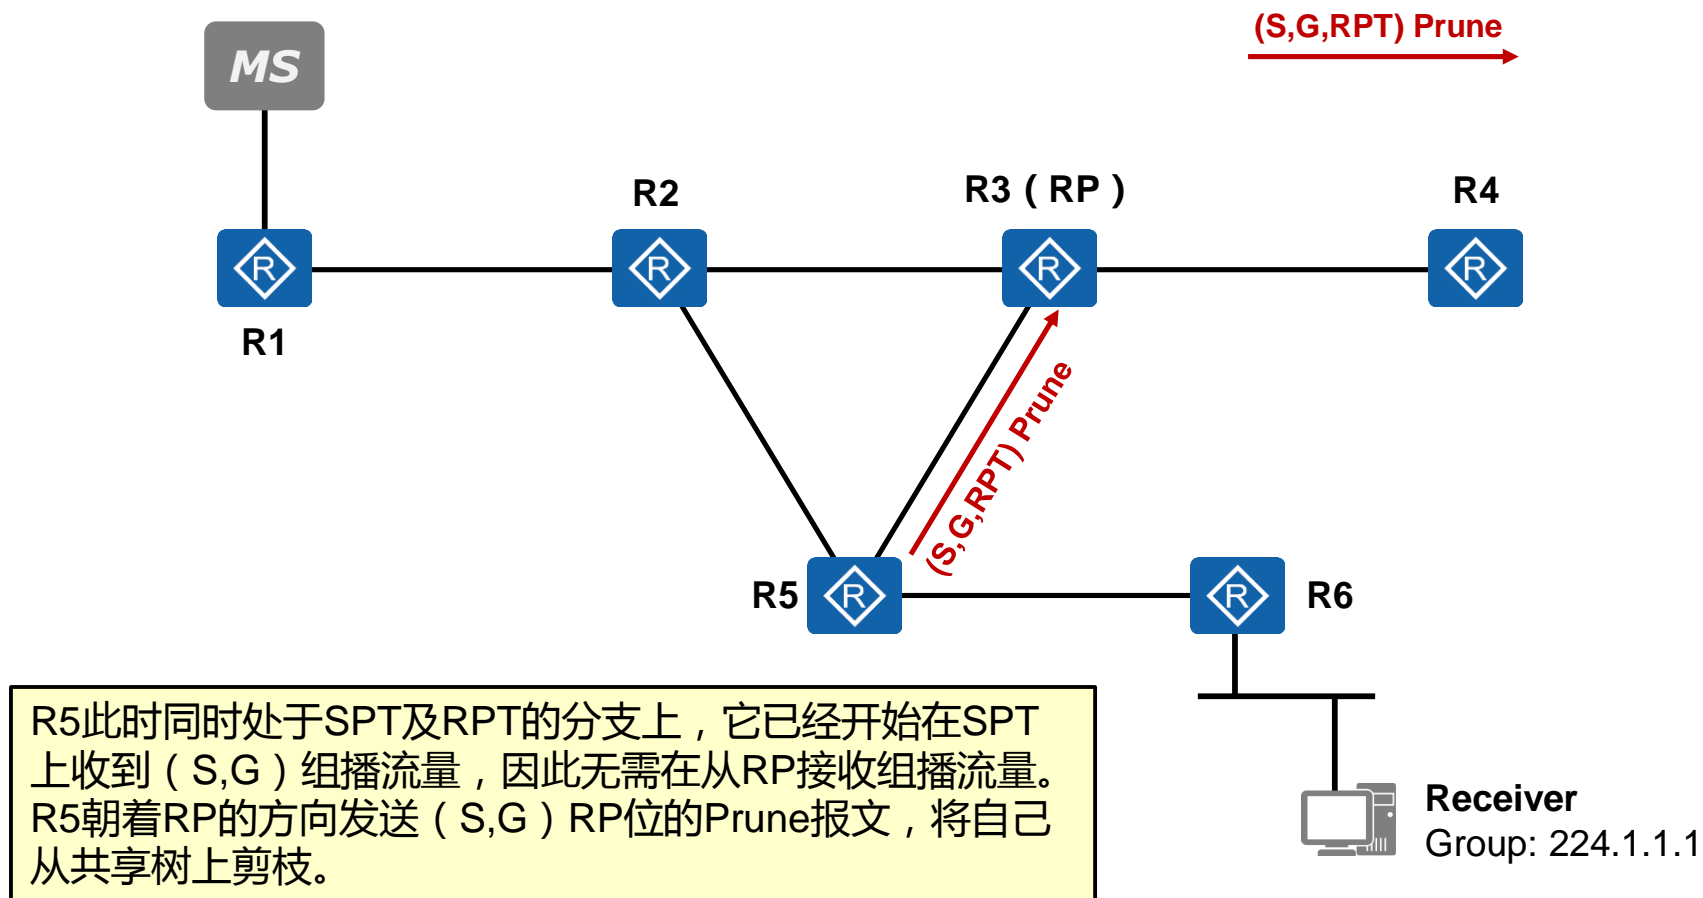 (S,G,RPT) Prune
MS
R2
R3（RP）
R4
R
R
R
R
R1
(S,G,RPT) Prune
R5
R
R
R6
R5此时同时处于SPT及RPT的分支上，它已经开始在SPT
上收到（S,G）组播流量，因此无需在从RP接收组播流量。
R5朝着RP的方向发送（S,G）RP位的Prune报文，将自己
从共享树上剪枝。
Receiver
Group: 224.1.1.1